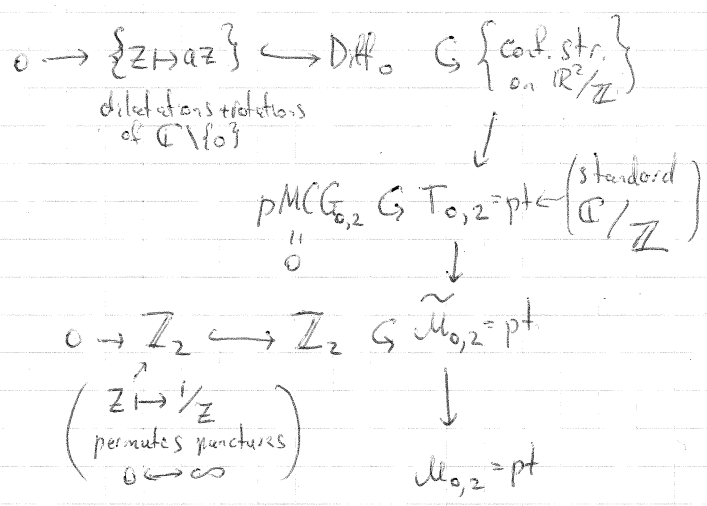 0 → {z↦az} ↪ Diff₀ ↻ {conf. str. on ℝ²/ℤ}
dilatations + rotations
of ℂ\{0}
↓
pMCG₀,₂ ↻ T₀,₂ = pt ← (standard ℂ/ℤ)
=
0
↓
0 → ℤ₂ ↪ ℤ₂ ↻ M̃₀,₂ = pt
↗
(z ↦ 1/z
permutes punctures
0 ↔ ∞)
↓
M₀,₂ = pt